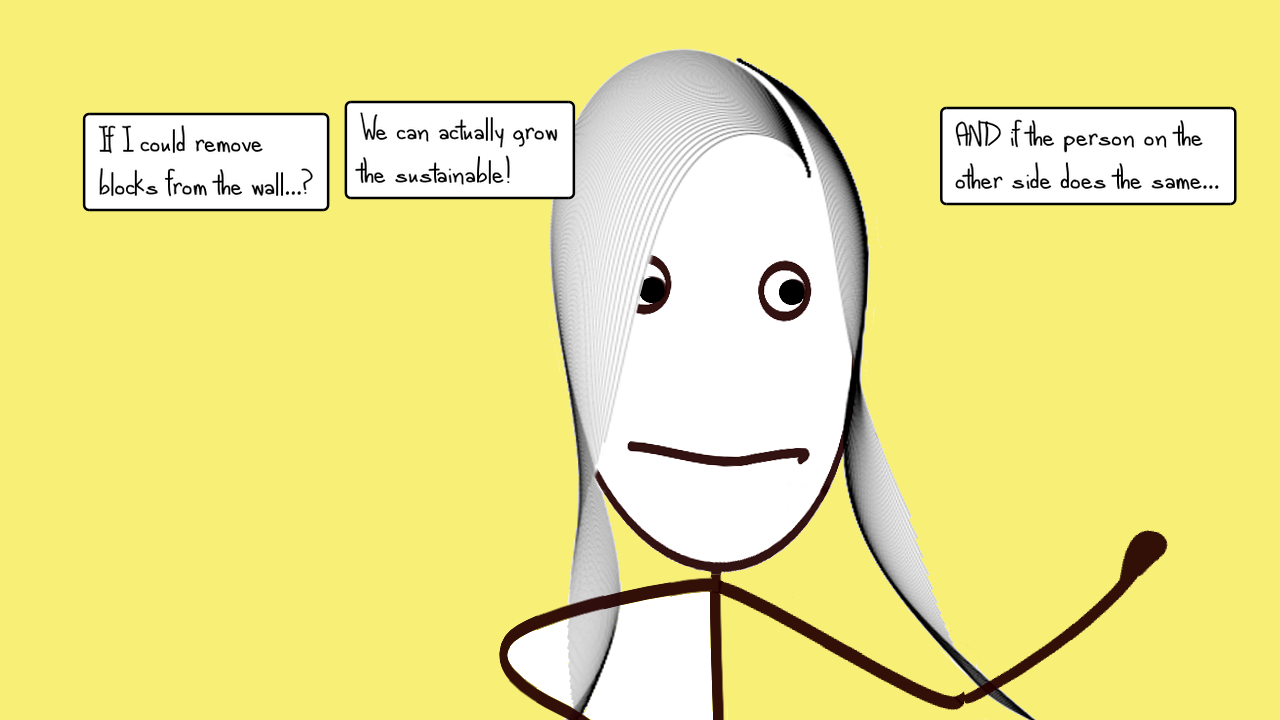 If I could remove
blocks from the wall...?
We can actually grow
the sustainable!
AND if the person on the
other side does the same...